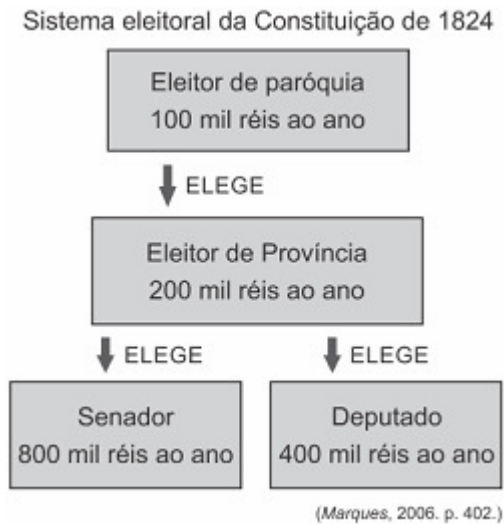 Sistema eleitoral da Constituição de 1824
Eleitor de paróquia
100 mil réis ao ano
ELEGE
Eleitor de Província
200 mil réis ao ano
ELEGE
ELEGE
Senador
800 mil réis ao ano
Deputado
400 mil réis ao ano
(Marques, 2006. p. 402.)